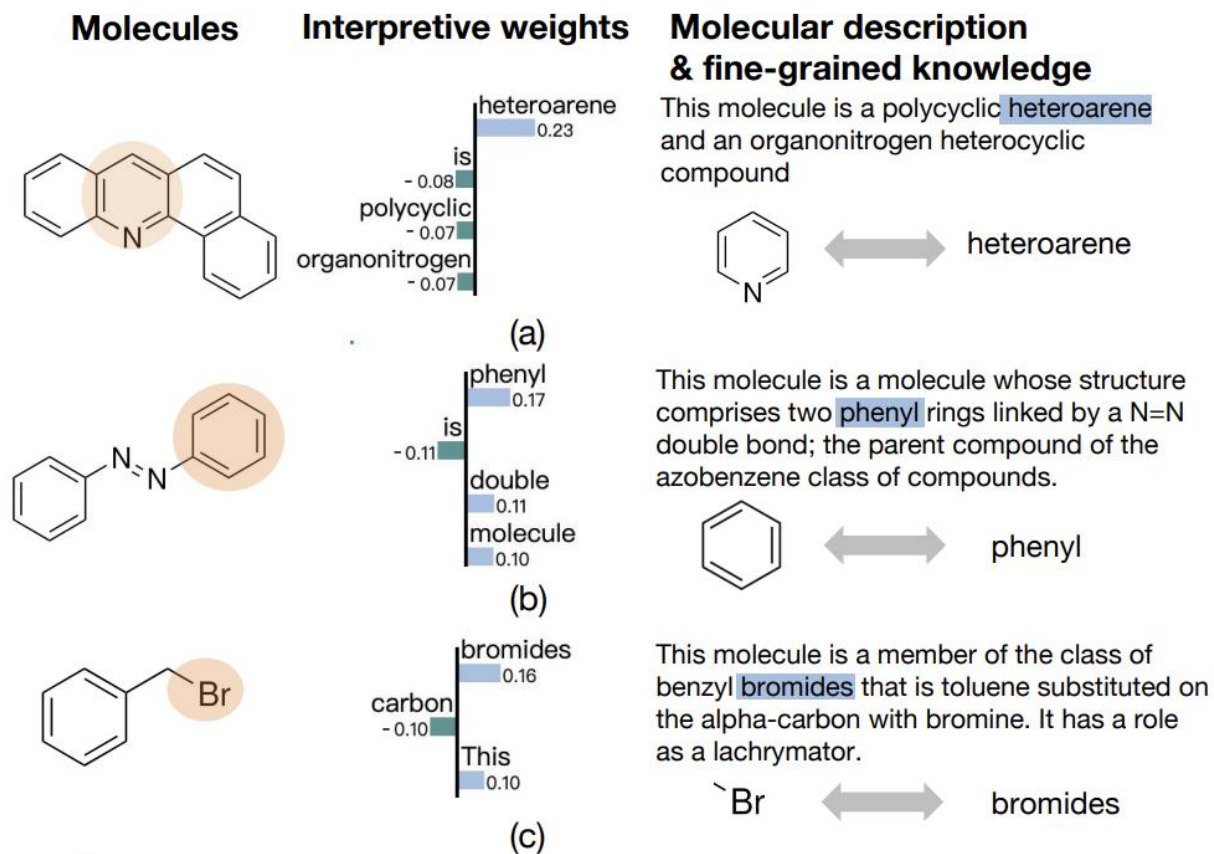 Molecules
Interpretive weights
Molecular description
& fine-grained knowledge
N
heteroarene
0.23
is
- 0.08
polycyclic
- 0.07
organonitrogen
- 0.07
This molecule is a polycyclic heteroarene
and an organonitrogen heterocyclic
compound
N
heteroarene
(a)
N
N
phenyl
0.17
is
- 0.11
double
0.11
molecule
0.10
This molecule is a molecule whose structure
comprises two phenyl rings linked by a N=N
double bond; the parent compound of the
azobenzene class of compounds.
phenyl
(b)
Br
bromides
0.16
carbon
- 0.10
This
0.10
This molecule is a member of the class of
benzyl bromides that is toluene substituted on
the alpha-carbon with bromine. It has a role
as a lachrymator.
Br
bromides
(c)